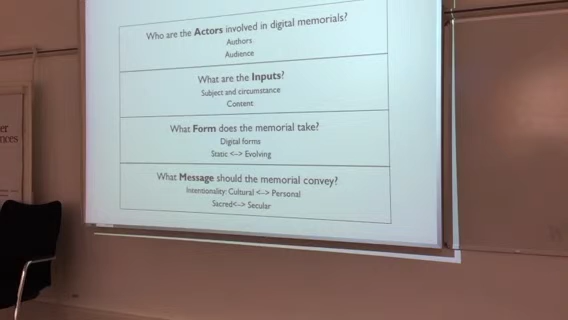 Who are the Actors involved in digital memorials?
Authors
Audience
What are the Inputs?
Subject and circumstance
Content
What Form does the memorial take?
Digital forms
Static <--> Evolving
What Message should the memorial convey?
Intentionality: Cultural <--> Personal
Sacred<--> Secular
er
nces